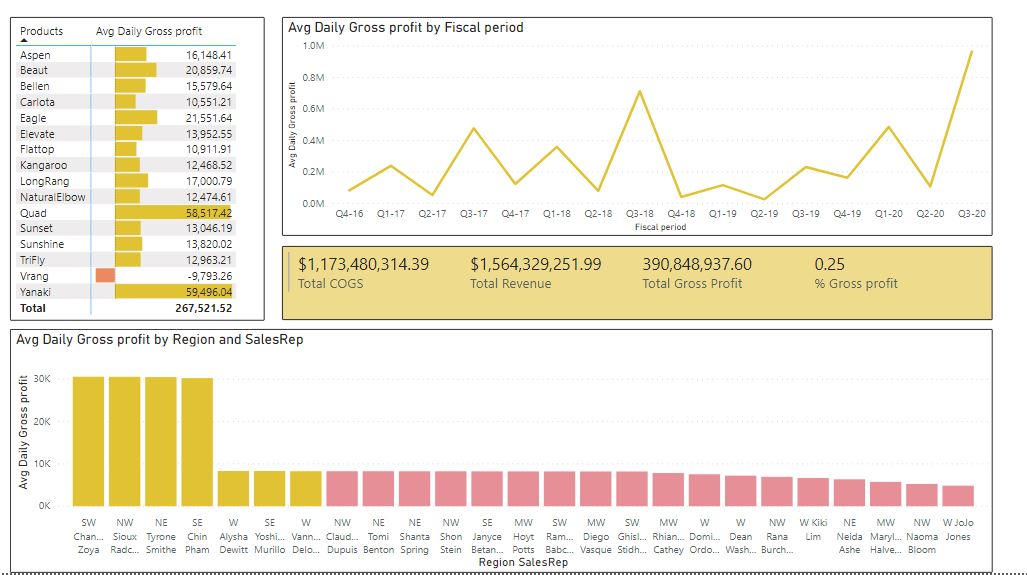 Products Avg Daily Gross profit
Aspen 16,148.41
Beaut 20,859.74
Bellen 15,579.64
Carlota 10,551.21
Eagle 21,551.64
Elevate 13,952.55
Flattop 10,911.91
Kangaroo 12,468.52
LongRang 17,000.79
NaturalElbow 12,474.61
Quad 58,517.42
Sunset 13,046.19
Sunshine 13,820.02
TriFly 12,963.21
Vrang -9,793.26
Yanaki 59,496.04
Total 267,521.52
Avg Daily Gross profit by Fiscal period
Avg Daily Gross profit
1.0M
0.8M
0.6M
0.4M
0.2M
0.0M
Q4-16 Q1-17 Q2-17 Q3-17 Q4-17 Q1-18 Q2-18 Q3-18 Q4-18 Q1-19 Q2-19 Q3-19 Q4-19 Q1-20 Q2-20 Q3-20
Fiscal period
$1,173,480,314.39 $1,564,329,251.99 390,848,937.60 0.25
Total COGS Total Revenue Total Gross Profit % Gross profit
Avg Daily Gross profit by Region and SalesRep
Avg Daily Gross profit
30K
20K
10K
0K
SW NW NE SE W SE W NW NE NE NW SE MW SW MW SW MW W W NW W Kiki NE MW NW W JoJo
Chan... Sioux Tyrone Chin Alysha Yoshi... Vann... Claud... Tomi Shanta Shon Janyce Hoyt Ram... Diego Ghisl... Rhian... Domi... Dean Rana Lim Neida Maryl... Naoma Jones
Zoya Radc... Smithe Pham Dewitt Murillo Delo... Dupuis Benton Spring Stein Betan... Potts Babc... Vasque Stidh... Cathey Ordo... Wash... Burch... Ashe Halve... Bloom
Region SalesRep